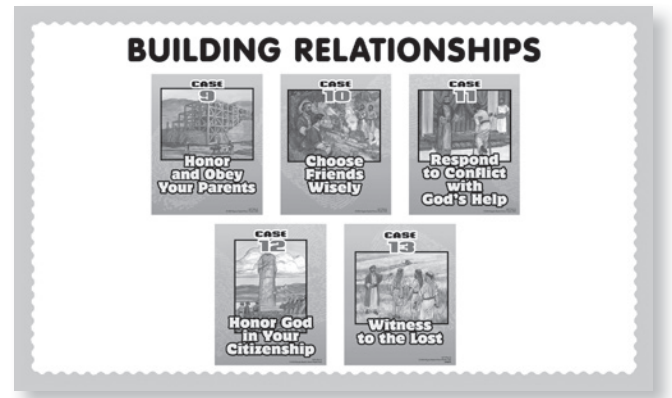 BUILDING RELATIONSHIPS
CASE
9
Honor
and Obey
Your Parents
CASE
10
Choose
Friends
Wisely
CASE
11
Respond
to Conflict
with
God's Help
CASE
12
Honor God
in Your
Citizenship
CASE
13
Witness
to the Lost